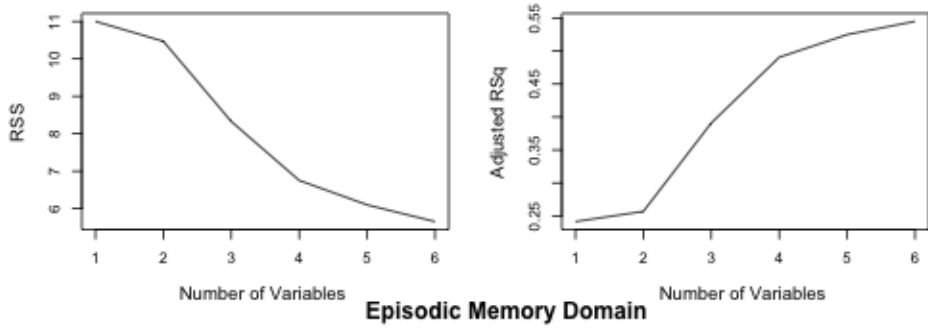 RSS
11
10
9
8
7
6
1 2 3 4 5 6
Number of Variables
Adjusted RSq
0.55
0.45
0.35
0.25
1 2 3 4 5 6
Number of Variables
Episodic Memory Domain